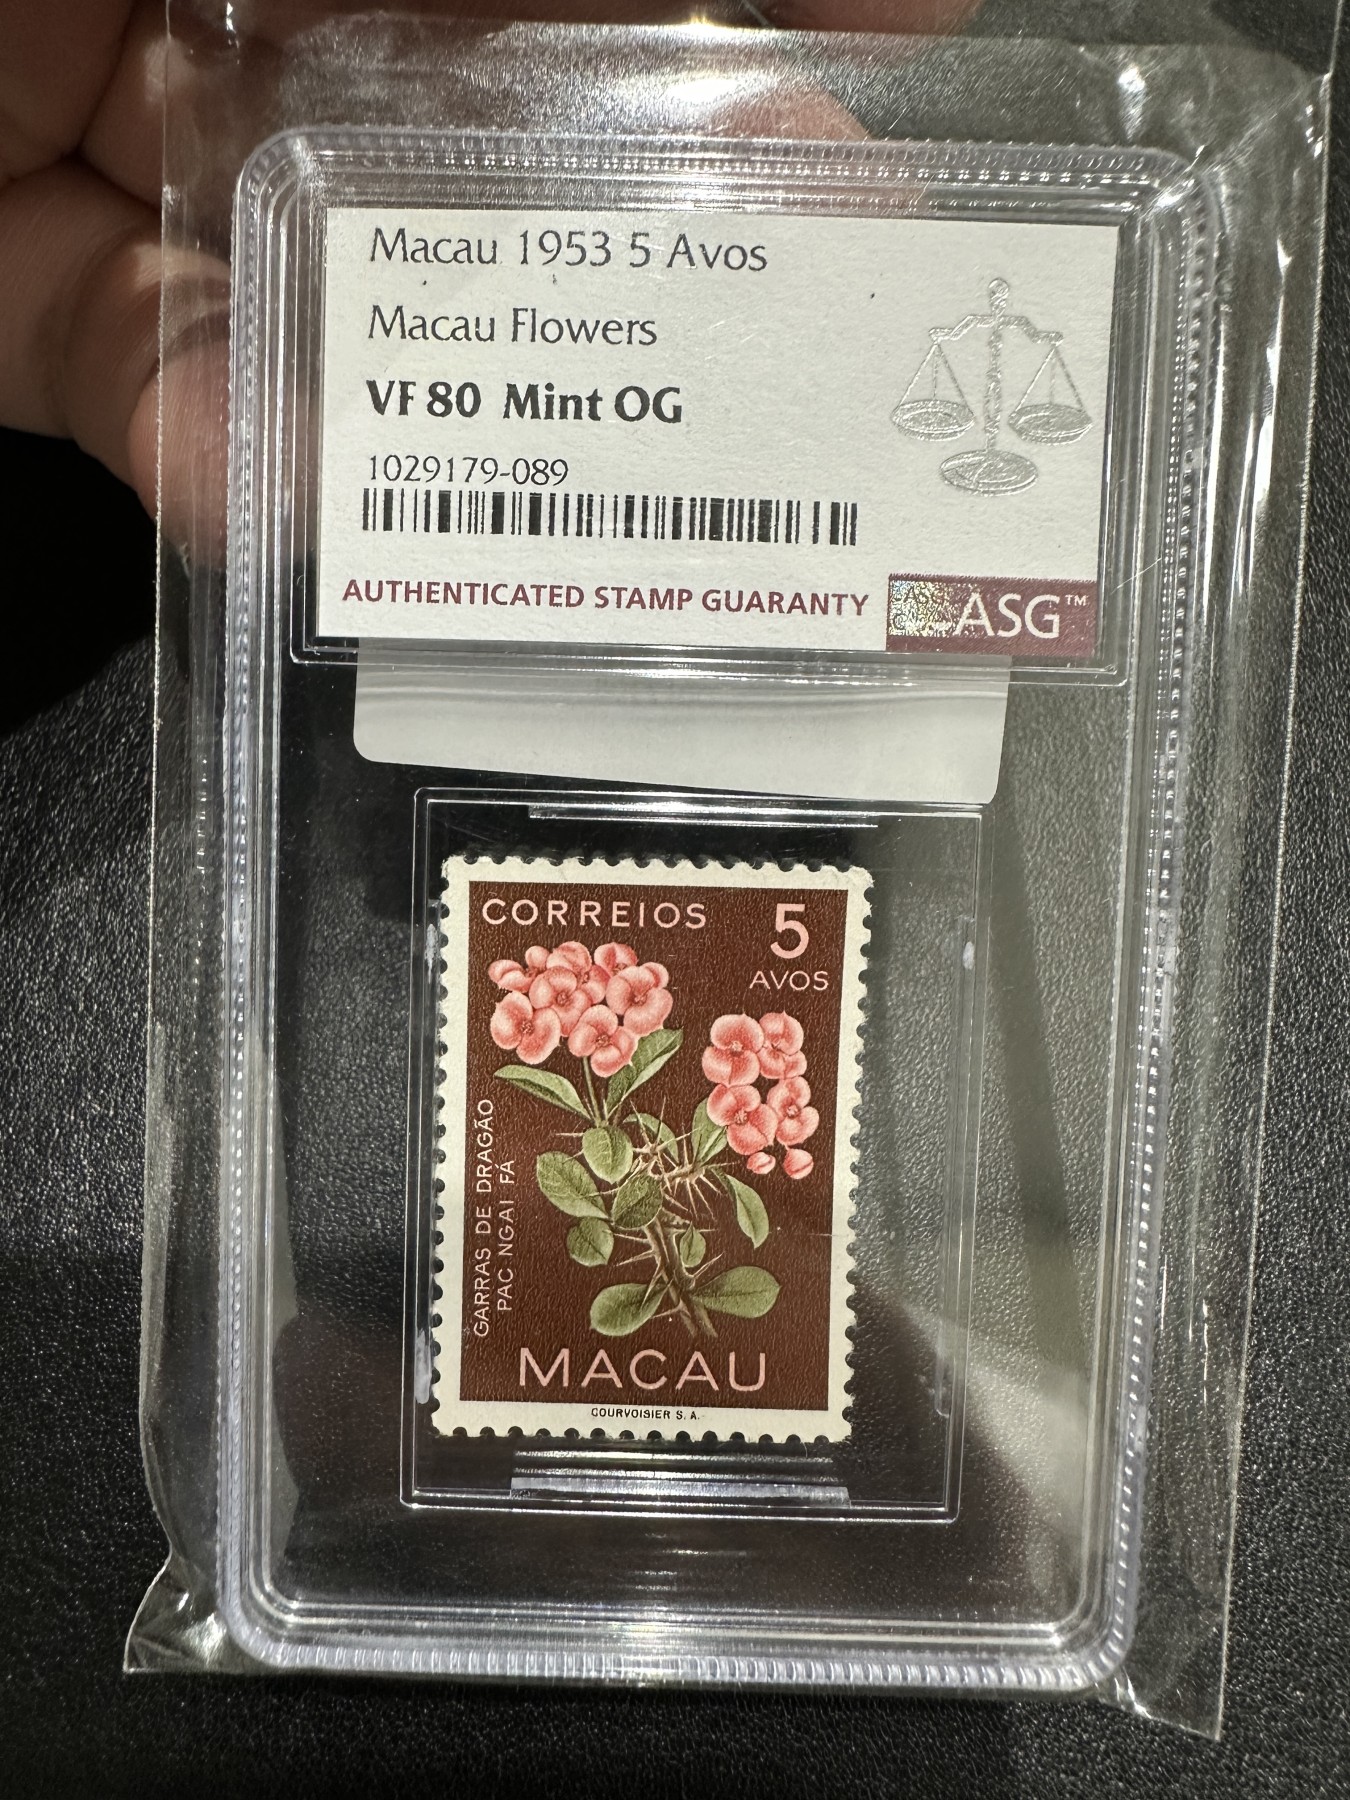 Macau 1953 5 Avos
Macau Flowers
VF 80 Mint OG
1029179-089
AUTHENTICATED STAMP GUARANTY
ASG™
CORREIOS
5
AVOS
GARRAS DE DRAGÃO
PAC NGAI FÁ
MACAU
COURVOISIER S. A.